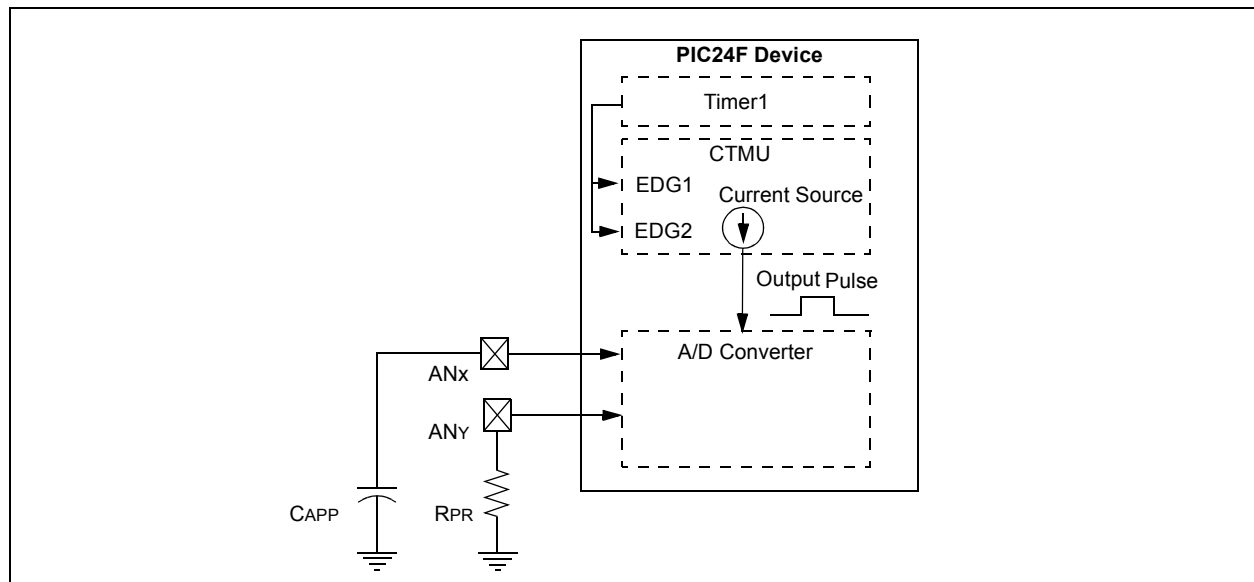 PIC24F Device
Timer1
CTMU
EDG1
Current Source
EDG2
Output Pulse
A/D Converter
ANX
ANY
CAPP
RPR